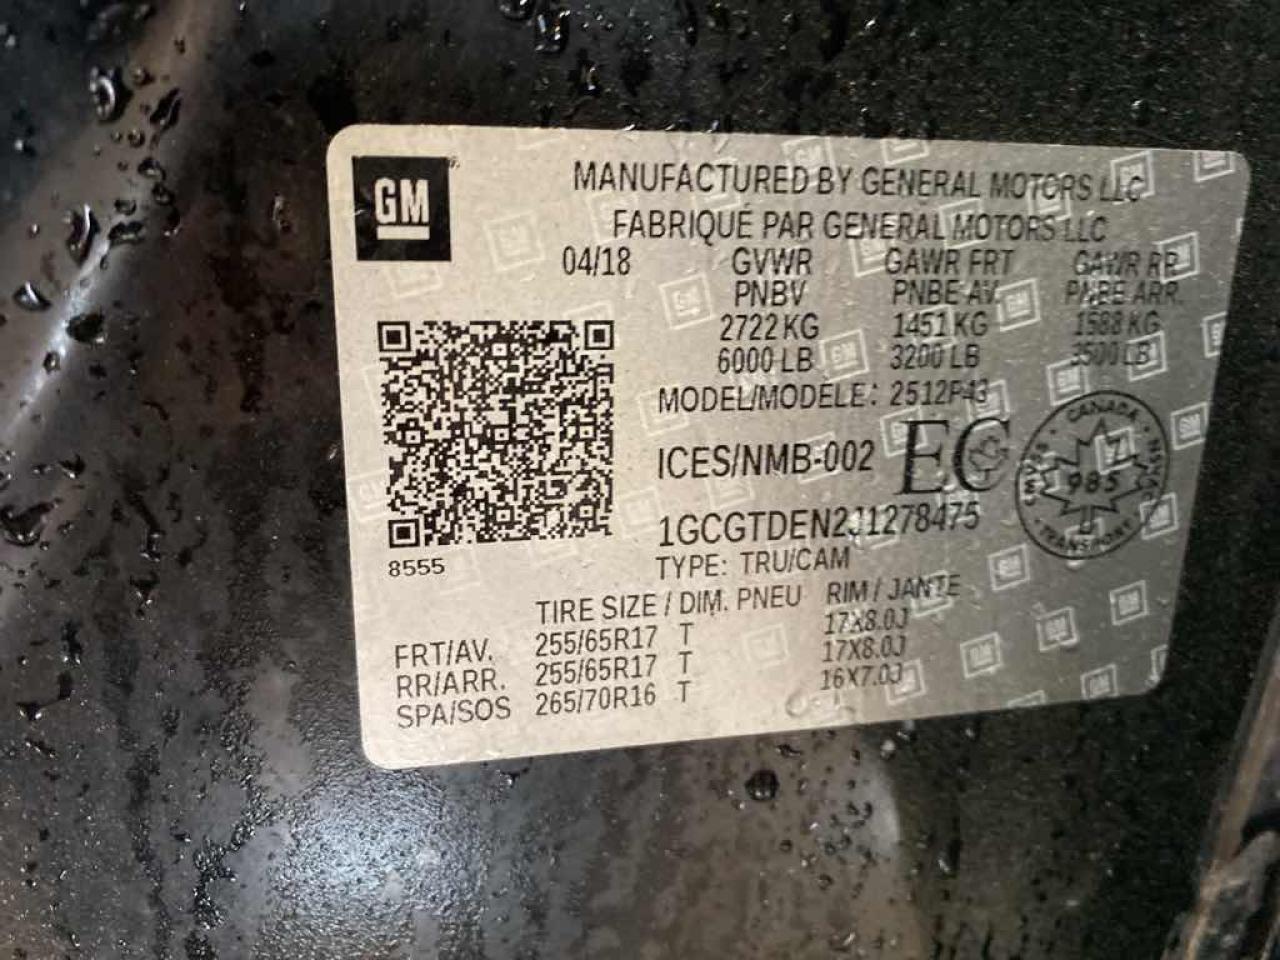 GM
MANUFACTURED BY GENERAL MOTORS LLC
FABRIQUÉ PAR GENERAL MOTORS LLC
04/18 GVWR GAWR FRT GAWR RR
PNBV PNBE AV. PNBE ARR.
2722 KG 1451 KG 1588 KG
6000 LB 3200 LB 3500 LB
MODEL/MODELE: 2512P43
ICES/NMB-002 EC
CANADA
NSVAC
TRANSPORT
CMVSS
985
1GCGTDEN2J1278475
TYPE: TRU/CAM
8555
TIRE SIZE / DIM. PNEU RIM / JANTE
FRT/AV. 255/65R17 T 17X8.0J
RR/ARR. 255/65R17 T 17X8.0J
SPA/SOS 265/70R16 T 16X7.0J